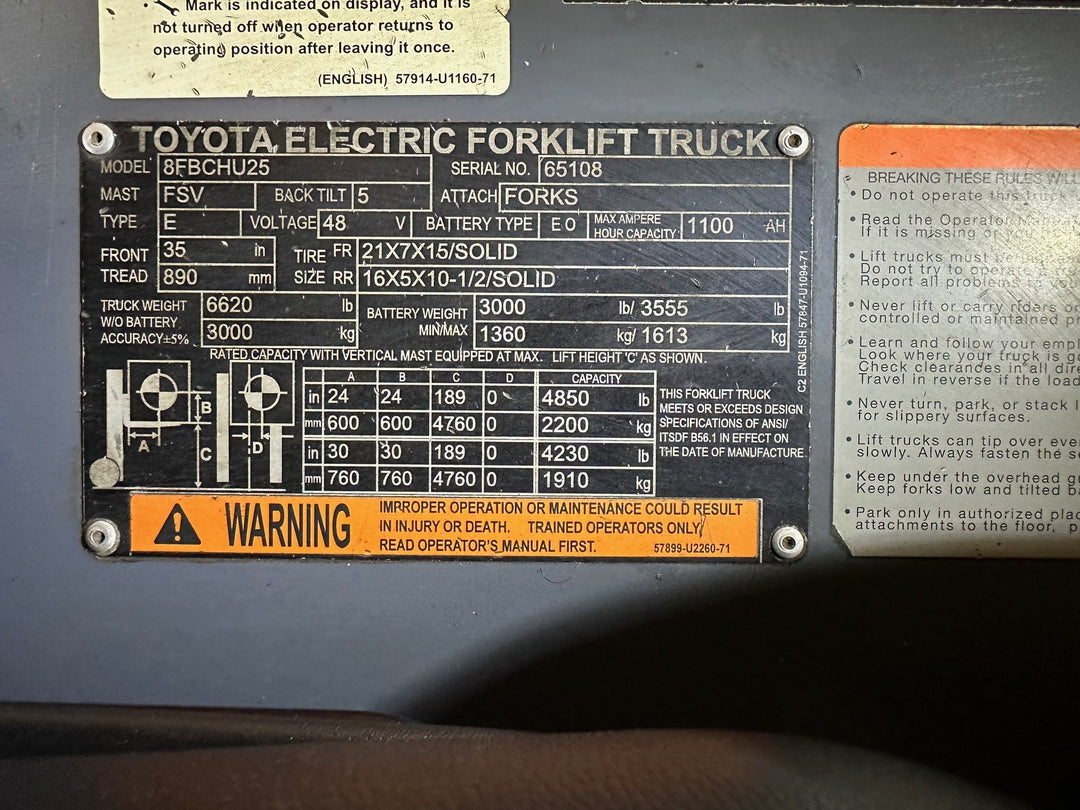 Mark is indicated on display, and it is
not turned off when operator returns to
operating position after leaving it once.
(ENGLISH) 57914-U1160-71
TOYOTA ELECTRIC FORKLIFT TRUCK
MODEL 8FBCHU25 SERIAL NO. 65108
MAST FSV BACK TILT 5 ATTACH FORKS
TYPE E VOLTAGE 48 V BATTERY TYPE E O MAX AMPERE HOUR CAPACITY 1100 AH
FRONT TREAD 35 in TIRE SIZE FR 21X7X15/SOLID
890 mm RR 16X5X10-1/2/SOLID
TRUCK WEIGHT 6620 lb BATTERY WEIGHT 3000 lb/ 3555 lb
W/O BATTERY
ACCURACY±5% 3000 kg MIN/MAX 1360 kg/ 1613 kg
RATED CAPACITY WITH VERTICAL MAST EQUIPPED AT MAX. LIFT HEIGHT 'C' AS SHOWN.
A B C D CAPACITY
in 24 24 189 0 4850 lb
mm 600 600 4760 0 2200 kg
in 30 30 189 0 4230 lb
mm 760 760 4760 0 1910 kg
A
B
C
D
THIS FORKLIFT TRUCK
MEETS OR EXCEEDS DESIGN
SPECIFICATIONS OF ANSI/
ITSDF B56.1 IN EFFECT ON
THE DATE OF MANUFACTURE.
C2 ENGLISH 57847-U1094-71
WARNING
IMPROPER OPERATION OR MAINTENANCE COULD RESULT
IN INJURY OR DEATH. TRAINED OPERATORS ONLY.
READ OPERATOR'S MANUAL FIRST.
57899-U2260-71
BREAKING THESE RULES
• Do not operate this truck
• Read the Operator
If it is missing or
• Lift trucks must be
Do not try to operate
Report all problems to
• Never lift or carry riders
controlled or maintained
• Learn and follow your
Look where your truck is
Check clearances in all
Travel in reverse if the load
• Never turn, park, or stack
for slippery surfaces.
• Lift trucks can tip over
slowly. Always fasten the
• Keep under the overhead
Keep forks low and tilted
• Park only in authorized
attachments to the floor,